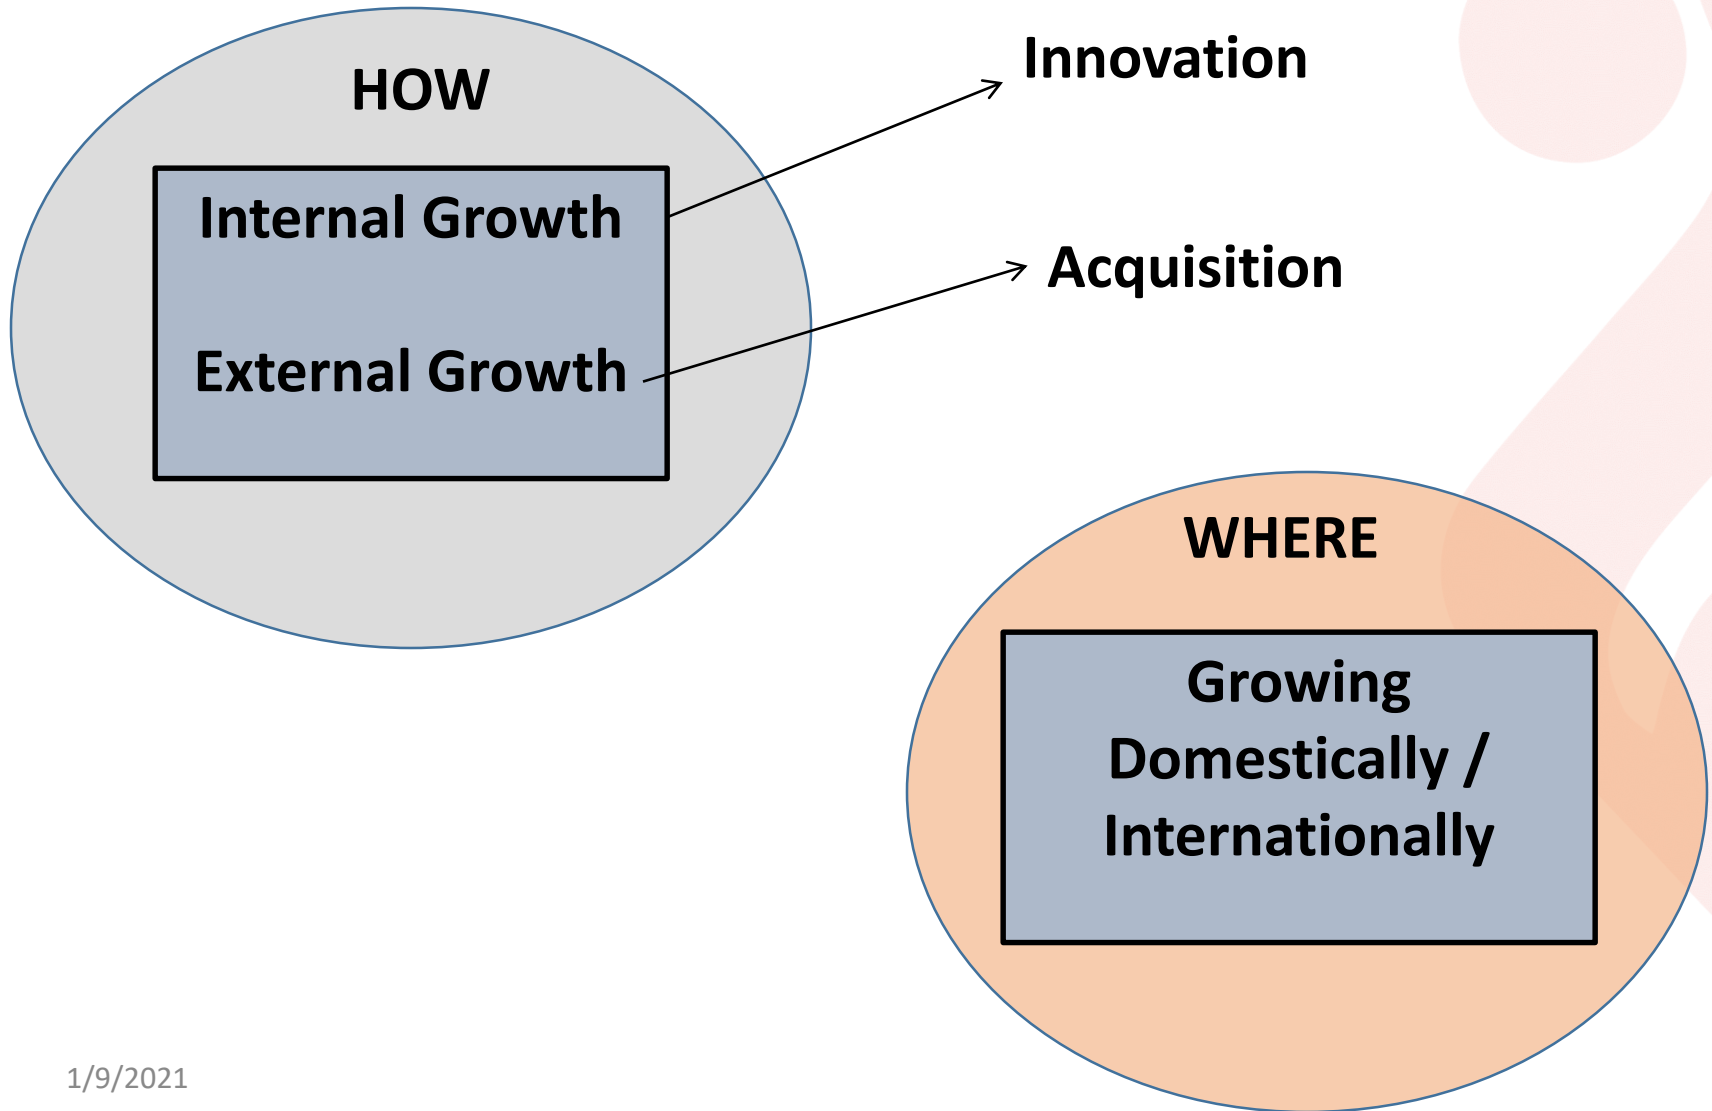 HOW
Internal Growth
External Growth
Innovation
Acquisition
WHERE
Growing
Domestically /
Internationally
1/9/2021